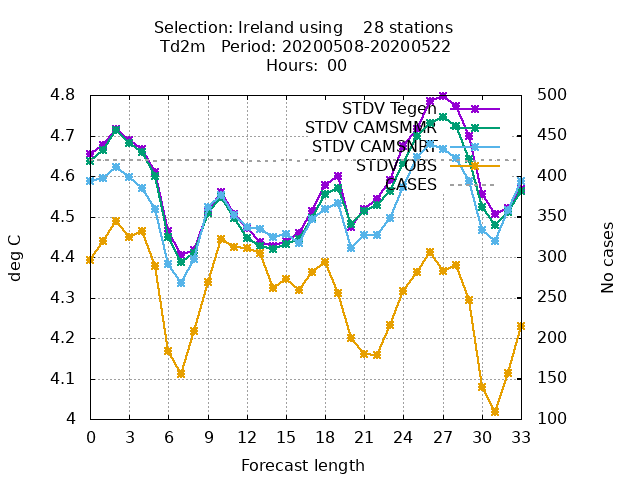 Selection: Ireland using 28 stations
Td2m Period: 20200508-20200522
Hours: 00
STDV Tegen
STDV CAMSMMR
STDV CAMSNRT
STDV OBS
CASES
4.8
4.7
4.6
4.5
4.4
4.3
4.2
4.1
4
500
450
400
350
300
250
200
150
100
deg C
No cases
0 3 6 9 12 15 18 21 24 27 30 33
Forecast length